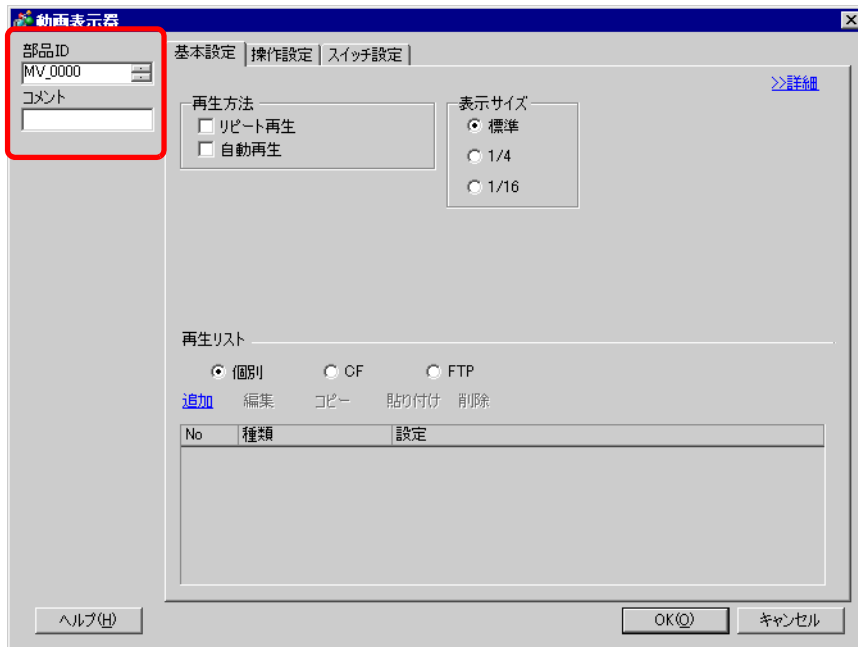 動画表示器
部品ID
MV_0000
コメント
基本設定 操作設定 スイッチ設定
>>詳細
再生方法
リピート再生
自動再生
表示サイズ
標準
1/4
1/16
再生リスト
個別 CF FTP
追加 編集 コピー 貼り付け 削除
No 種類 設定
ヘルプ(H) OK(O) キャンセル